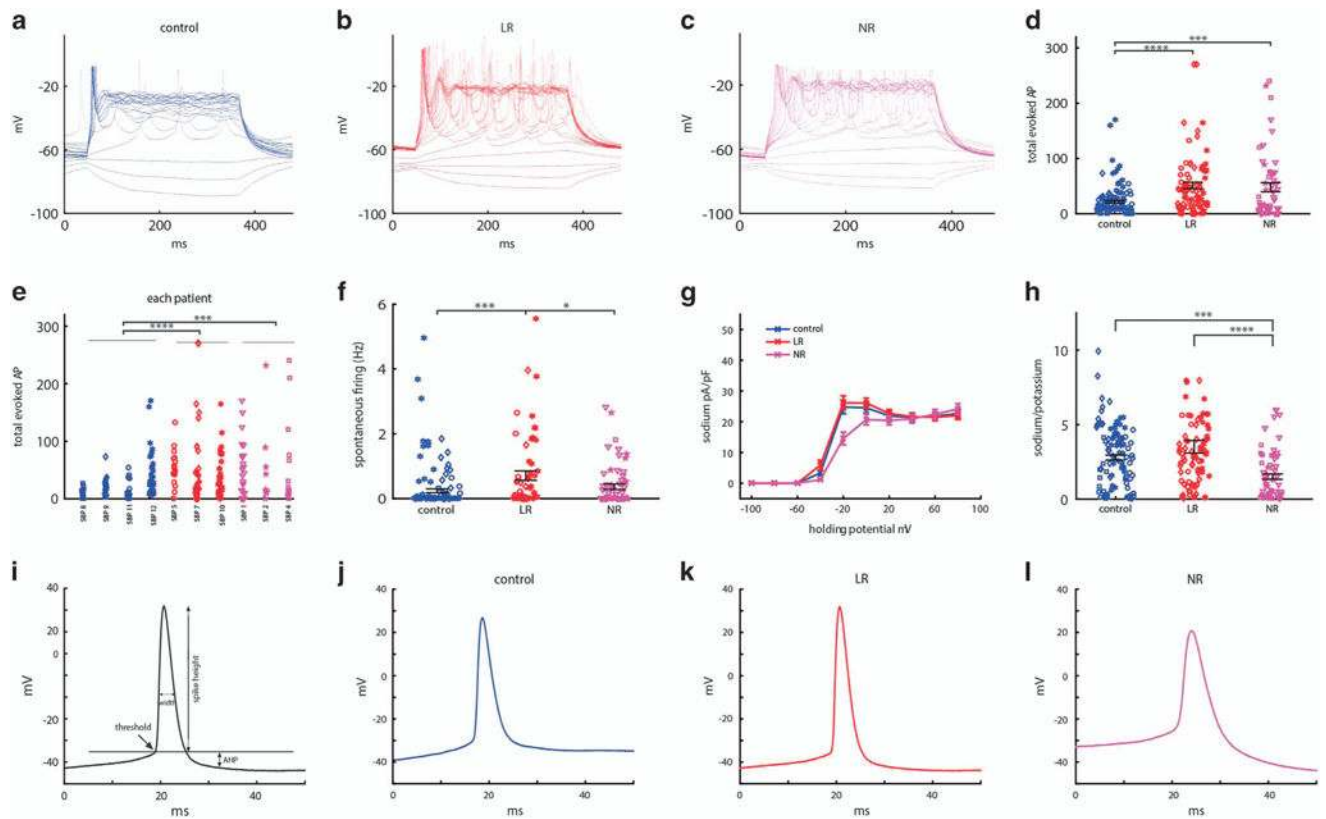 a
control
-20
mV
-60
-100
0
200
400
ms
b
LR
-20
mV
-60
-100
0
200
400
ms
c
NR
-20
mV
-60
-100
0
200
400
ms
d
300
200
100
0
total evoked AP
****
***
control
LR
NR
e
each patient
300
200
100
0
total evoked AP
****
***
SBP 8
SBP 9
SBP 11
SBP 12
SBP 5
SBP 7
SBP 10
SBP 1
SBP 2
SBP 4
f
6
4
2
0
spontaneous firing (Hz)
***
*
control
LR
NR
g
50
40
30
20
10
0
sodium pA/pF
control
LR
NR
-100
-60
-20
20
60
100
holding potential mV
h
10
5
0
sodium/potassium
***
****
control
LR
NR
i
40
20
0
-20
-40
mV
threshold
width
spike height
AHP
0
20
40
ms
j
control
40
20
0
-20
-40
mV
0
20
40
ms
k
LR
40
20
0
-20
-40
mV
0
20
40
ms
l
NR
40
20
0
-20
-40
mV
0
20
40
ms